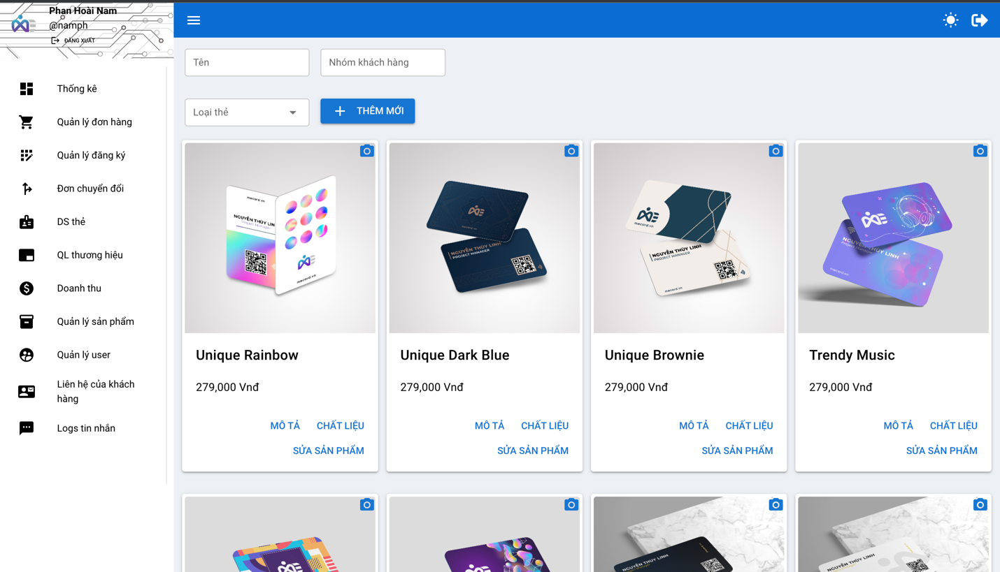 Phan Hoài Nam
@namph
ĐĂNG XUẤT
Thống kê
Quản lý đơn hàng
Quản lý đăng ký
Đơn chuyển đổi
DS thẻ
QL thương hiệu
Doanh thu
Quản lý sản phẩm
Quản lý user
Liên hệ của khách
hàng
Logs tin nhắn
Tên
Nhóm khách hàng
Loại thẻ
THÊM MỚI
mecard.vn
NGUYỄN THÙY LIN
Project Manager
mecard.vn
Unique Rainbow
279,000 Vnđ
MÔ TẢ
CHẤT LIỆU
SỬA SẢN PHẨM
NGUYỄN THÙY LINH
PROJECT MANAGER
Unique Dark Blue
279,000 Vnđ
MÔ TẢ
CHẤT LIỆU
SỬA SẢN PHẨM
mecard.vn
NGUYỄN THÙY LINH
PROJECT MANAGER
mecard.vn
Unique Brownie
279,000 Vnđ
MÔ TẢ
CHẤT LIỆU
SỬA SẢN PHẨM
NGUYỄN THÙY LINH
PROJECT MANAGER
mecard.vn
Trendy Music
279,000 Vnđ
MÔ TẢ
CHẤT LIỆU
SỬA SẢN PHẨM
NGUYỄN THÙY LINH
NGUYỄN THÙY LINH